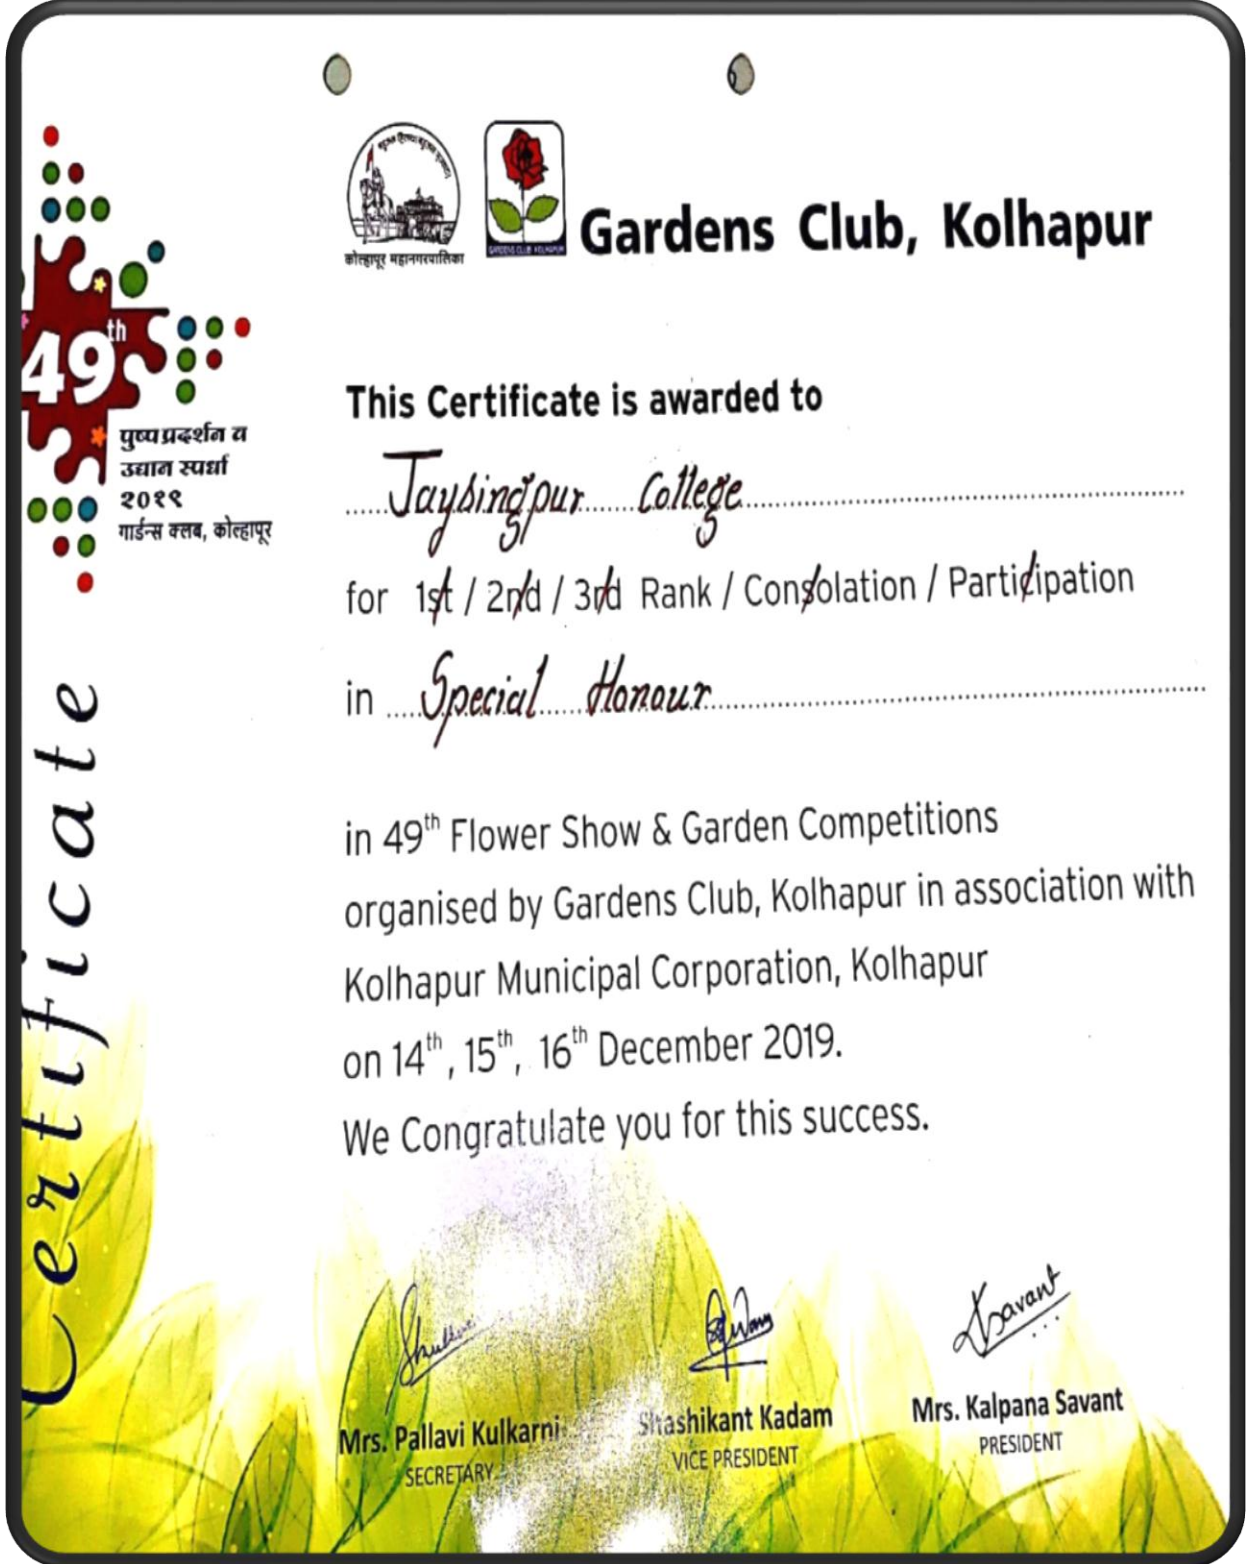 कोल्हापूर महानगरपालिका
GARDENS CLUB KOLHAPUR
Gardens Club, Kolhapur
49th
पुष्प प्रदर्शन व
उद्यान स्पर्धा
२०१९
गार्डन्स क्लब, कोल्हापूर
Certificate
This Certificate is awarded to
Jaysingpur College
for 1st / 2nd / 3rd Rank / Consolation / Participation
in Special Honour
in 49th Flower Show & Garden Competitions
organised by Gardens Club, Kolhapur in association with
Kolhapur Municipal Corporation, Kolhapur
on 14th, 15th, 16th December 2019.
We Congratulate you for this success.
Savant
Mrs. Pallavi Kulkarni
SECRETARY
Shashikant Kadam
VICE PRESIDENT
Mrs. Kalpana Savant
PRESIDENT